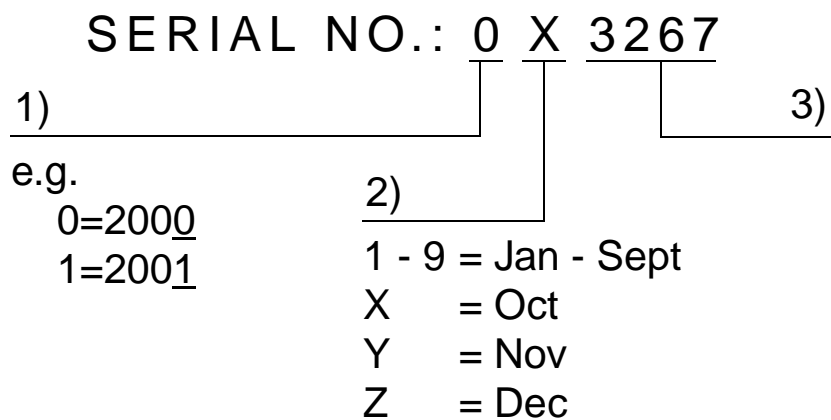 SERIAL NO.: 0 X 3267
1)
3)
e.g.
0=2000
1=2001
2)
1 - 9 = Jan - Sept
X = Oct
Y = Nov
Z = Dec